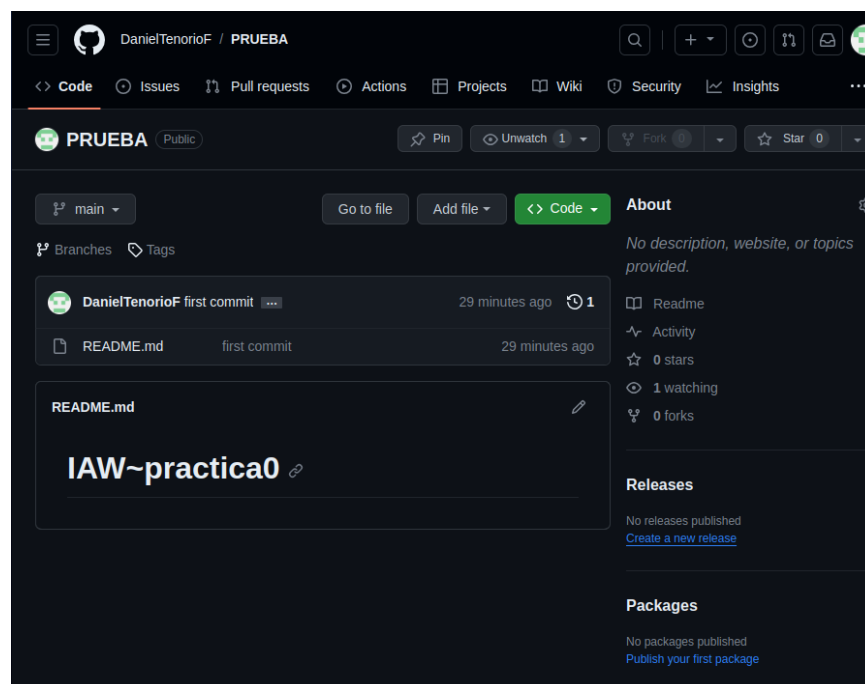 DanielTenorioF / PRUEBA
Code Issues Pull requests Actions Projects Wiki Security Insights
PRUEBA Public Pin Unwatch 1 Fork 0 Star 0
main Go to file Add file Code
Branches Tags
DanielTenorioF first commit 29 minutes ago 1
README.md first commit 29 minutes ago
README.md
IAW~practica0
About
No description, website, or topics
provided.
Readme
Activity
0 stars
1 watching
0 forks
Releases
No releases published
Create a new release
Packages
No packages published
Publish your first package